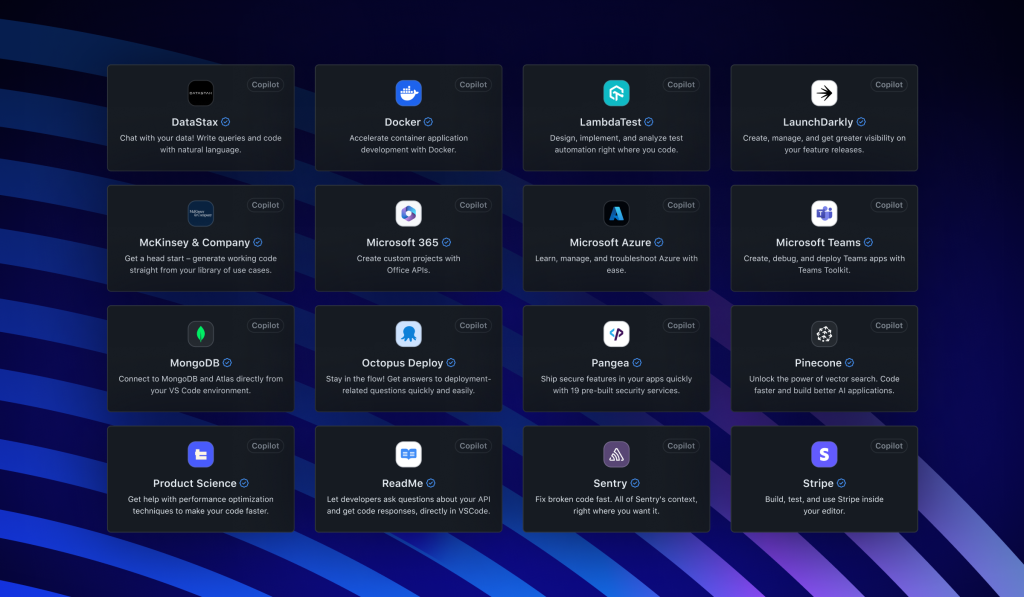 Copilot
DATASTAX
DataStax
Chat with your data! Write queries and code
with natural language.
Copilot
Docker
Accelerate container application
development with Docker.
Copilot
LambdaTest
Design, implement, and analyze test
automation right where you code.
Copilot
LaunchDarkly
Create, manage, and get greater visibility on
your feature releases.
Copilot
McKinsey
& Company
McKinsey & Company
Get a head start – generate working code
straight from your library of use cases.
Copilot
Microsoft 365
Create custom projects with
Office APIs.
Copilot
Microsoft Azure
Learn, manage, and troubleshoot Azure with
ease.
Copilot
Microsoft Teams
Create, debug, and deploy Teams apps with
Teams Toolkit.
Copilot
MongoDB
Connect to MongoDB and Atlas directly from
your VS Code environment.
Copilot
Octopus Deploy
Stay in the flow! Get answers to deployment-
related questions quickly and easily.
Copilot
Pangea
Ship secure features in your apps quickly
with 19 pre-built security services.
Copilot
Pinecone
Unlock the power of vector search. Code
faster and build better AI applications.
Copilot
Product Science
Get help with performance optimization
techniques to make your code faster.
Copilot
ReadMe
Let developers ask questions about your API
and get code responses, directly in VSCode.
Copilot
Sentry
Fix broken code fast. All of Sentry's context,
right where you want it.
Copilot
S
Stripe
Build, test, and use Stripe inside
your editor.